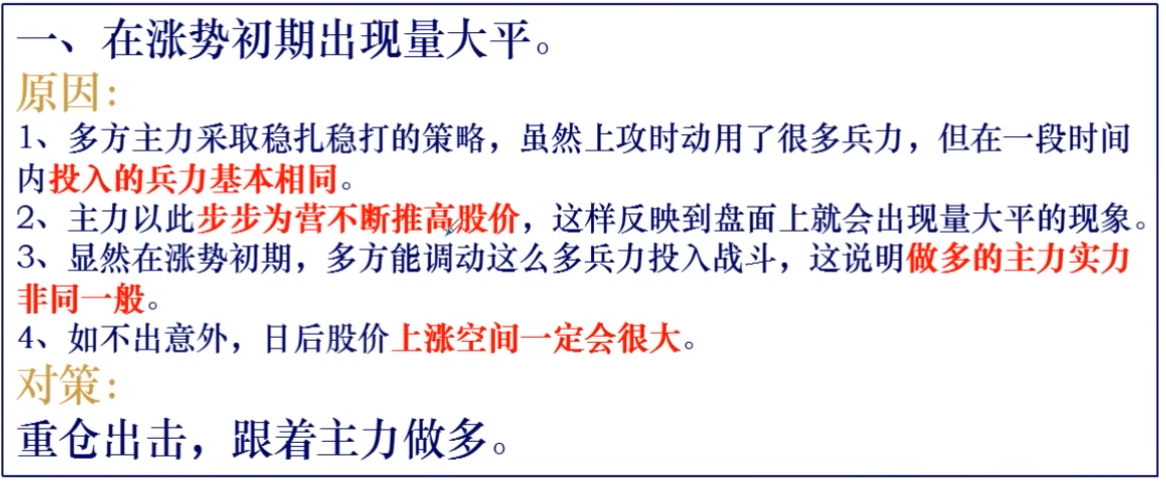 一、在涨势初期出现量大平。
原因：
1、多方主力采取稳扎稳打的策略，虽然上攻时动用了很多兵力，但在一段时间
内投入的兵力基本相同。
2、主力以此步步为营不断推高股价，这样反映到盘面上就会出现量大平的现象。
3、显然在涨势初期，多方能调动这么多兵力投入战斗，这说明做多的主力实力
非同一般。
4、如不出意外，日后股价上涨空间一定会很大。
对策：
重仓出击，跟着主力做多。